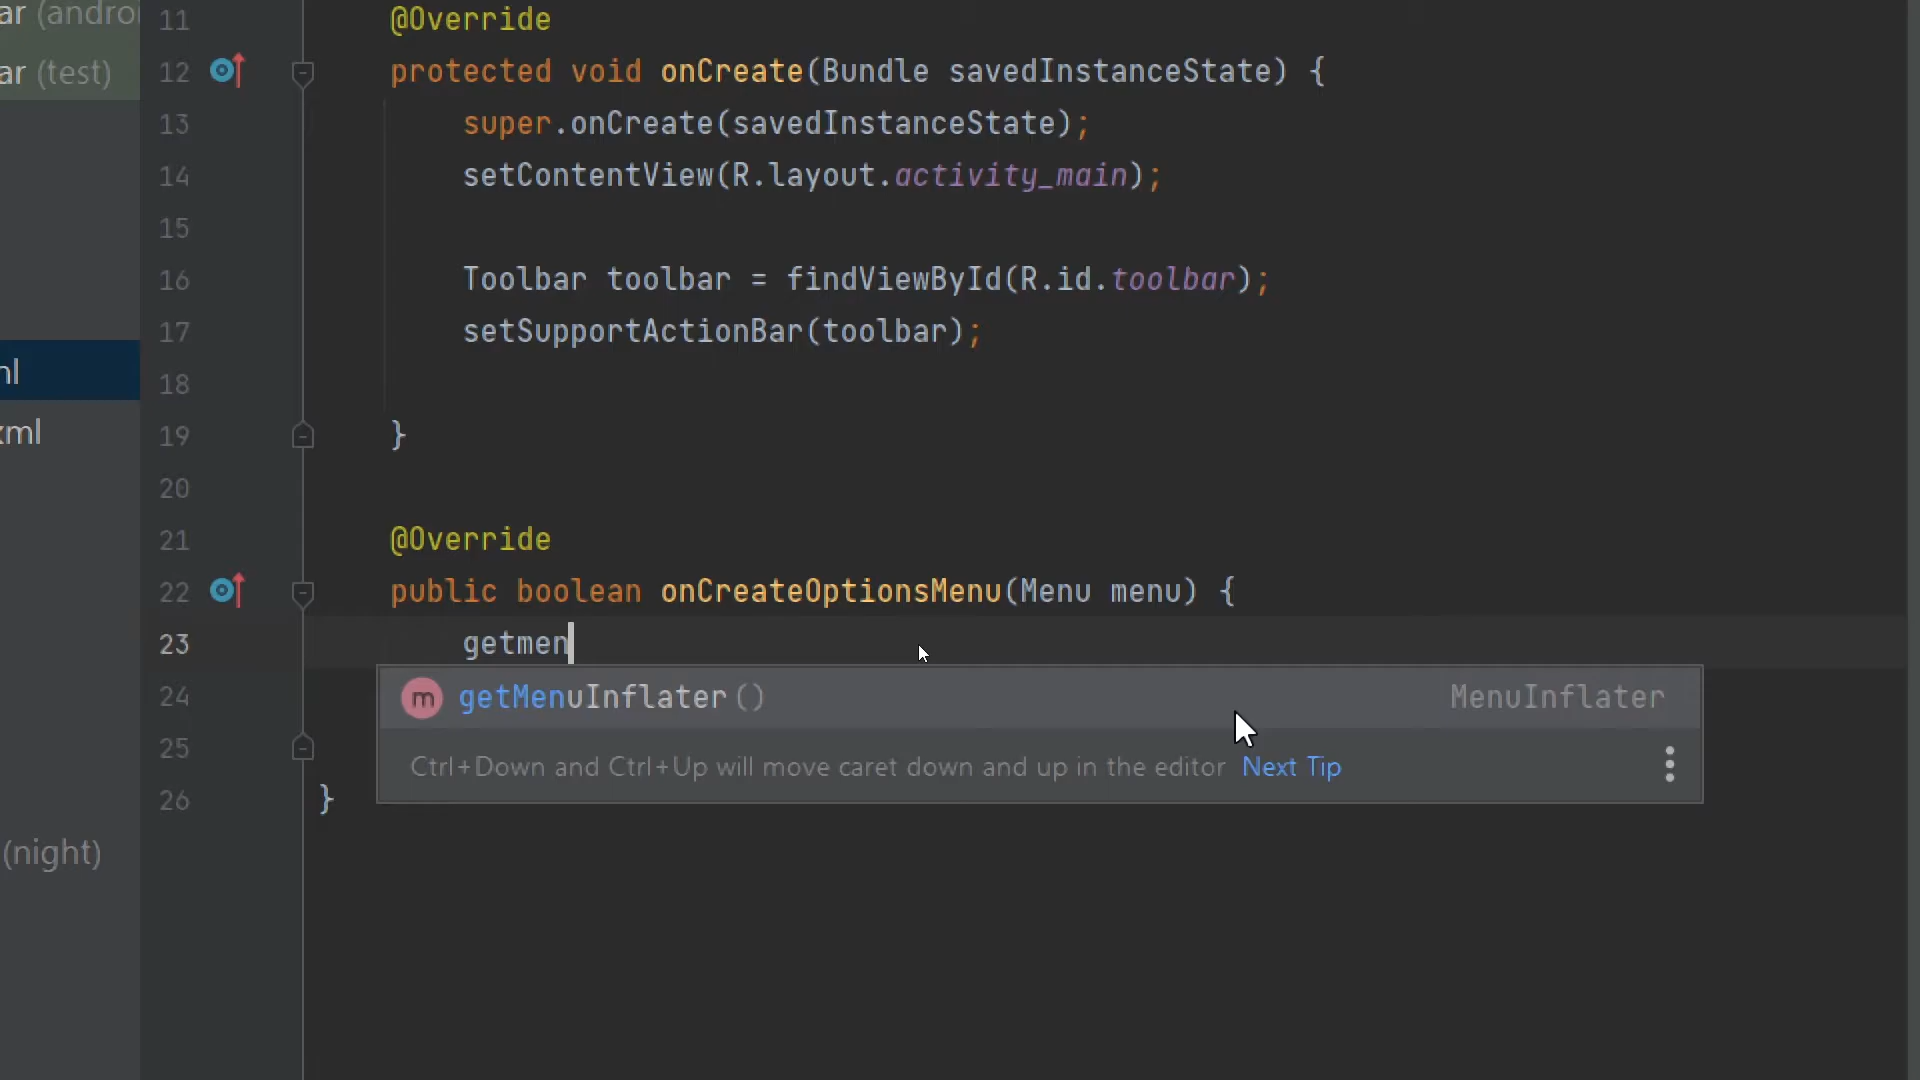 ar (andro
11 @Override
ar (test)
12 protected void onCreate(Bundle savedInstanceState) {
13 super.onCreate(savedInstanceState);
14 setContentView(R.layout.activity_main);
15
16 Toolbar toolbar = findViewById(R.id.toolbar);
17 setSupportActionBar(toolbar);
ml
18
xml
19 }
20
21 @Override
22 public boolean onCreateOptionsMenu(Menu menu) {
23 getmen
24 m getMenuInflater() MenuInflater
25 Ctrl+Down and Ctrl+Up will move caret down and up in the editor Next Tip
26 }
(night)